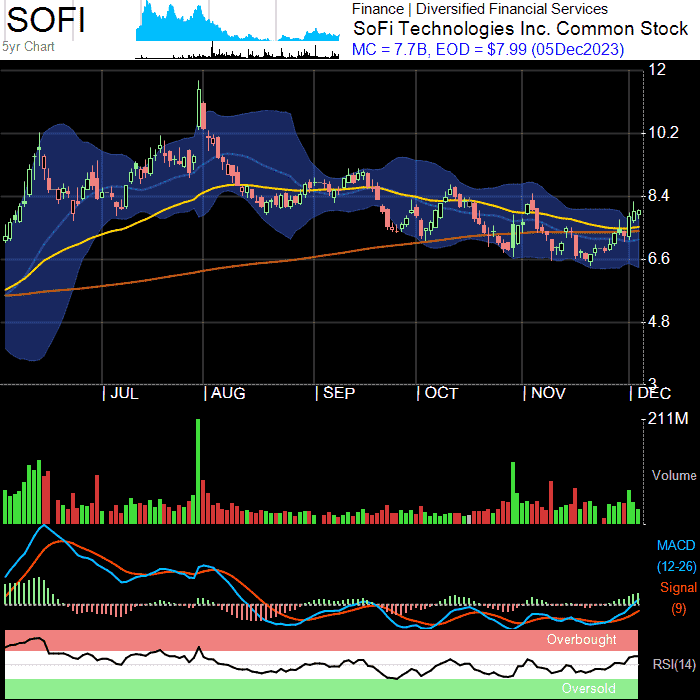 SOFI
5yr Chart
Finance | Diversified Financial Services
SoFi Technologies Inc. Common Stock
MC = 7.7B, EOD = $7.99 (05Dec2023)
12
10.2
8.4
6.6
4.8
3
| JUL | AUG | SEP | OCT | NOV | DEC
211M
Volume
MACD
(12-26)
Signal
(9)
Overbought
RSI(14)
Oversold